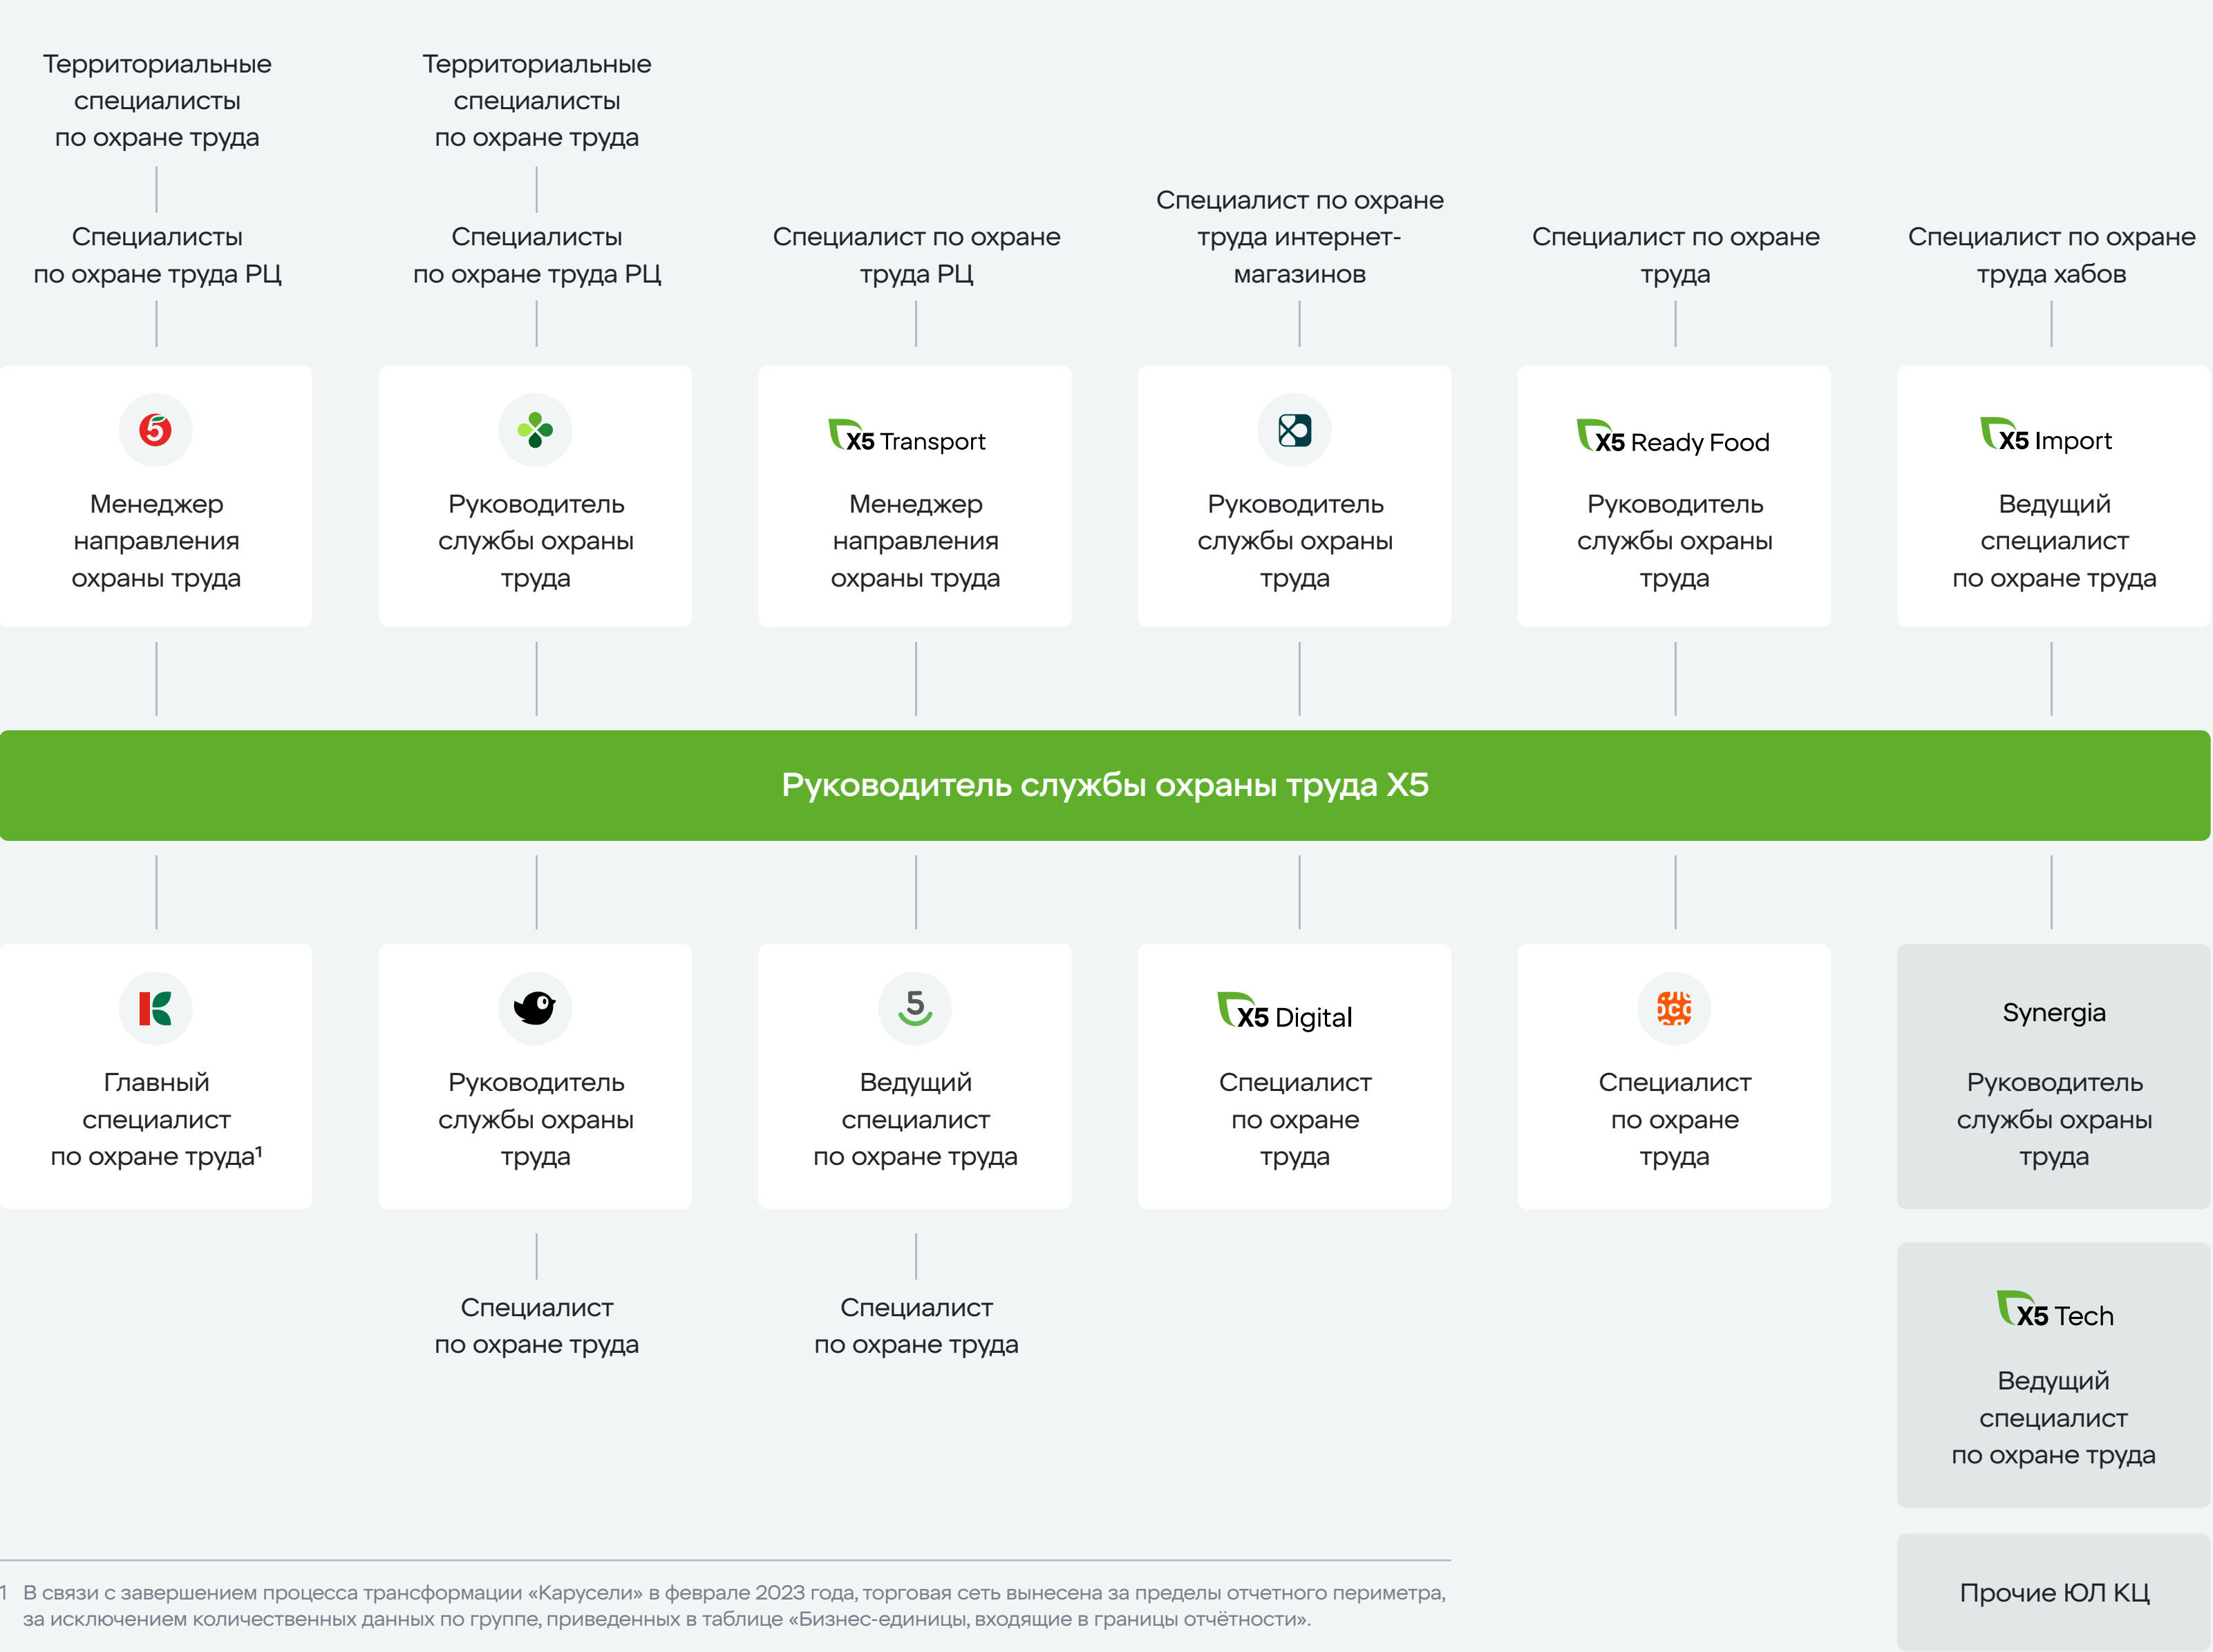 Территориальные
специалисты
по охране труда
Территориальные
специалисты
по охране труда
Специалисты
по охране труда РЦ
Специалисты
по охране труда РЦ
Специалист по охране
труда РЦ
Специалист по охране
труда интернет-
магазинов
Специалист по охране
труда
Специалист по охране
труда хабов
5
Менеджер
направления
охраны труда
Руководитель
службы охраны
труда
X5 Transport
Менеджер
направления
охраны труда
Руководитель
службы охраны
труда
X5 Ready Food
Руководитель
службы охраны
труда
X5 Import
Ведущий
специалист
по охране труда
Руководитель службы охраны труда X5
К
Главный
специалист
по охране труда¹
Руководитель
службы охраны
труда
5
Ведущий
специалист
по охране труда
X5 Digital
Специалист
по охране
труда
Специалист
по охране
труда
Synergia
Руководитель
службы охраны
труда
Специалист
по охране труда
Специалист
по охране труда
X5 Tech
Ведущий
специалист
по охране труда
Прочие ЮЛ КЦ
1 В связи с завершением процесса трансформации «Карусели» в феврале 2023 года, торговая сеть вынесена за пределы отчетного периметра,
за исключением количественных данных по группе, приведенных в таблице «Бизнес-единицы, входящие в границы отчётности».